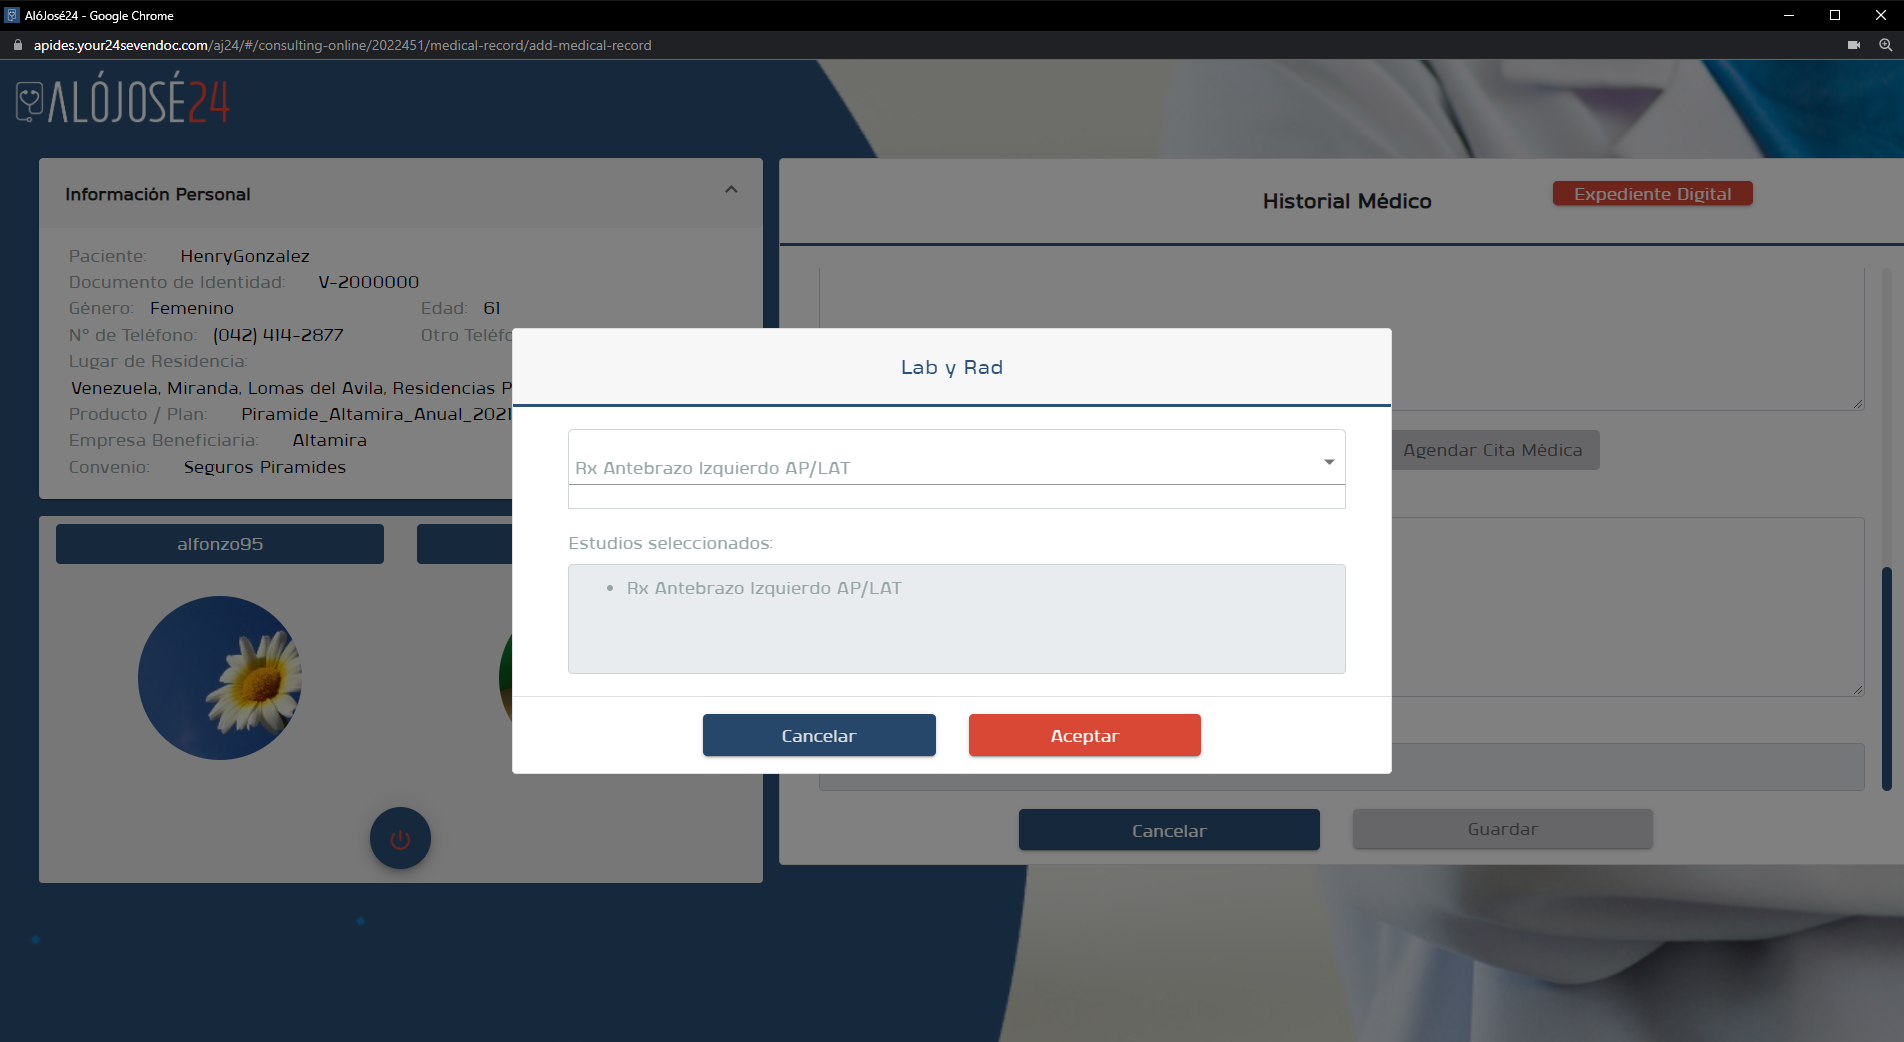 AlóJosé24 - Google Chrome
apides.your24sevendoc.com/aj24/#/consulting-online/2022451/medical-record/add-medical-record
ALÓJOSÉ24
Información Personal
Paciente: HenryGonzalez
Documento de Identidad: V-2000000
Género: Femenino Edad: 61
N° de Teléfono: (042) 414-2877 Otro Teléfo
Lugar de Residencia:
Venezuela, Miranda, Lomas del Avila, Residencias P
Producto / Plan: Piramide_Altamira_Anual_2021
Empresa Beneficiaria: Altamira
Convenio: Seguros Piramides
alfonzo95
Historial Médico
Expediente Digital
Agendar Cita Médica
Cancelar
Guardar
Lab y Rad
Rx Antebrazo Izquierdo AP/LAT
Estudios seleccionados:
• Rx Antebrazo Izquierdo AP/LAT
Cancelar
Aceptar